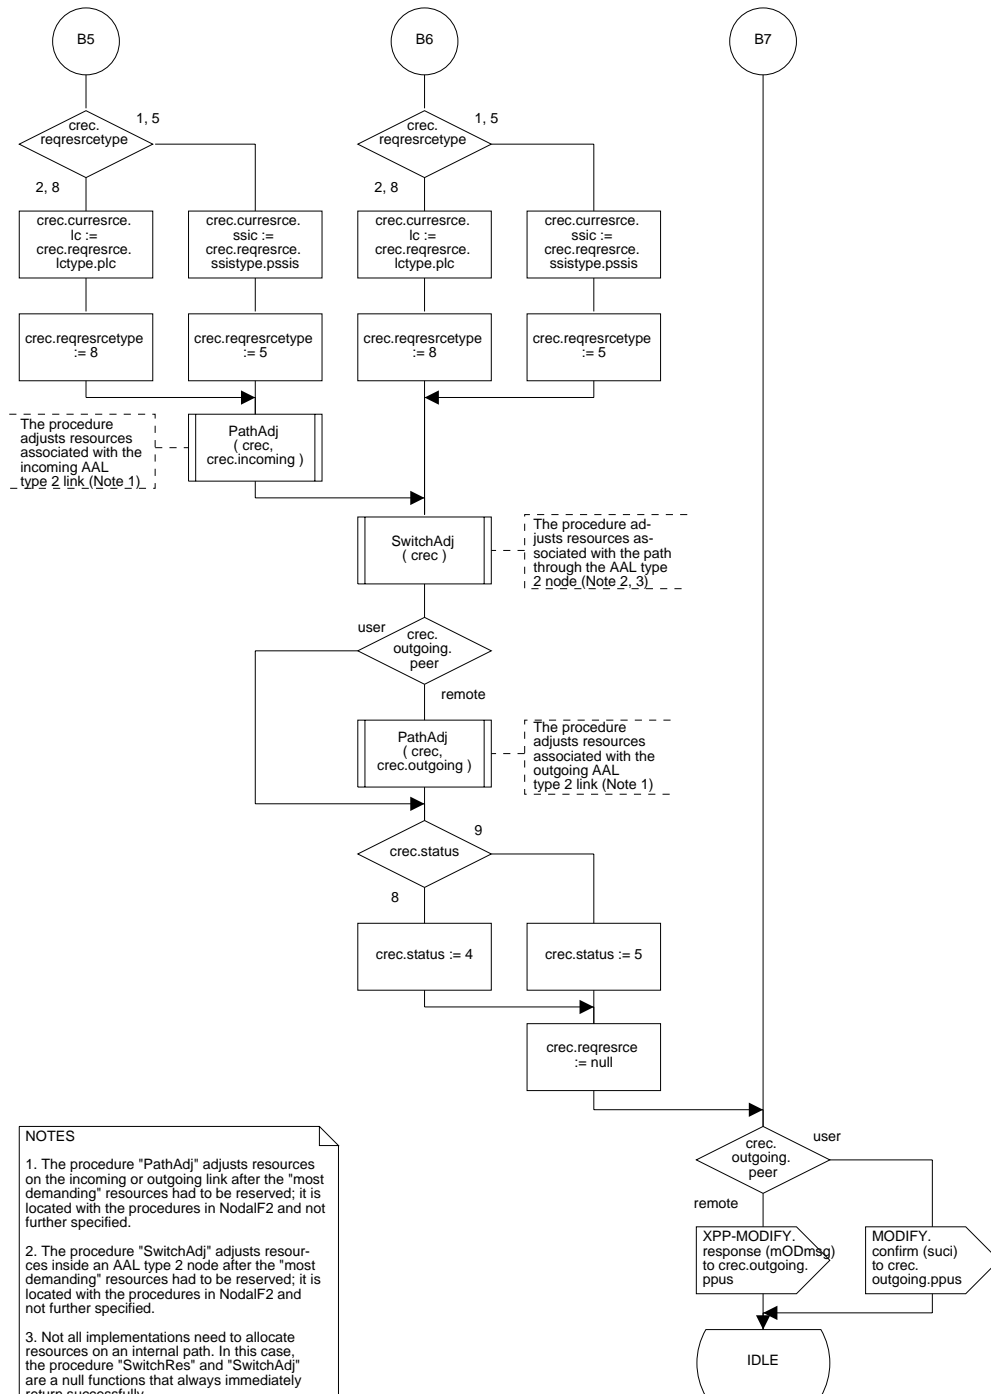 B5
B6
B7
crec.
reqresrcetype
1, 5
2, 8
crec.
reqresrcetype
1, 5
2, 8
crec.curresrce.
lc :=
crec.reqresrce.
lctype.plc
crec.curresrce.
ssic :=
crec.reqresrce.
ssistype.pssis
crec.curresrce.
lc :=
crec.reqresrce.
lctype.plc
crec.curresrce.
ssic :=
crec.reqresrce.
ssistype.pssis
crec.reqresrcetype
:= 8
crec.reqresrcetype
:= 5
crec.reqresrcetype
:= 8
crec.reqresrcetype
:= 5
The procedure
adjusts resources
associated with the
incoming AAL
type 2 link (Note 1)
PathAdj
( crec,
crec.incoming )
SwitchAdj
( crec )
The procedure ad-
justs resources as-
sociated with the path
through the AAL type
2 node (Note 2, 3)
user
crec.
outgoing.
peer
remote
PathAdj
( crec,
crec.outgoing )
The procedure
adjusts resources
associated with the
outgoing AAL
type 2 link (Note 1)
9
crec.status
8
crec.status := 4
crec.status := 5
crec.reqresrce
:= null
NOTES
1. The procedure "PathAdj" adjusts resources
on the incoming or outgoing link after the "most
demanding" resources had to be reserved; it is
located with the procedures in NodalF2 and not
further specified.
2. The procedure "SwitchAdj" adjusts resour-
ces inside an AAL type 2 node after the "most
demanding" resources had to be reserved; it is
located with the procedures in NodalF2 and
not further specified.
3. Not all implementations need to allocate
resources on an internal path. In this case,
the procedure "SwitchRes" and "SwitchAdj"
are a null functions that always immediately
return successfully.
crec.
outgoing.
peer
user
remote
XPP-MODIFY.
response (mODmsg)
to crec.outgoing.
ppus
MODIFY.
confirm (suci)
to crec.
outgoing.ppus
IDLE